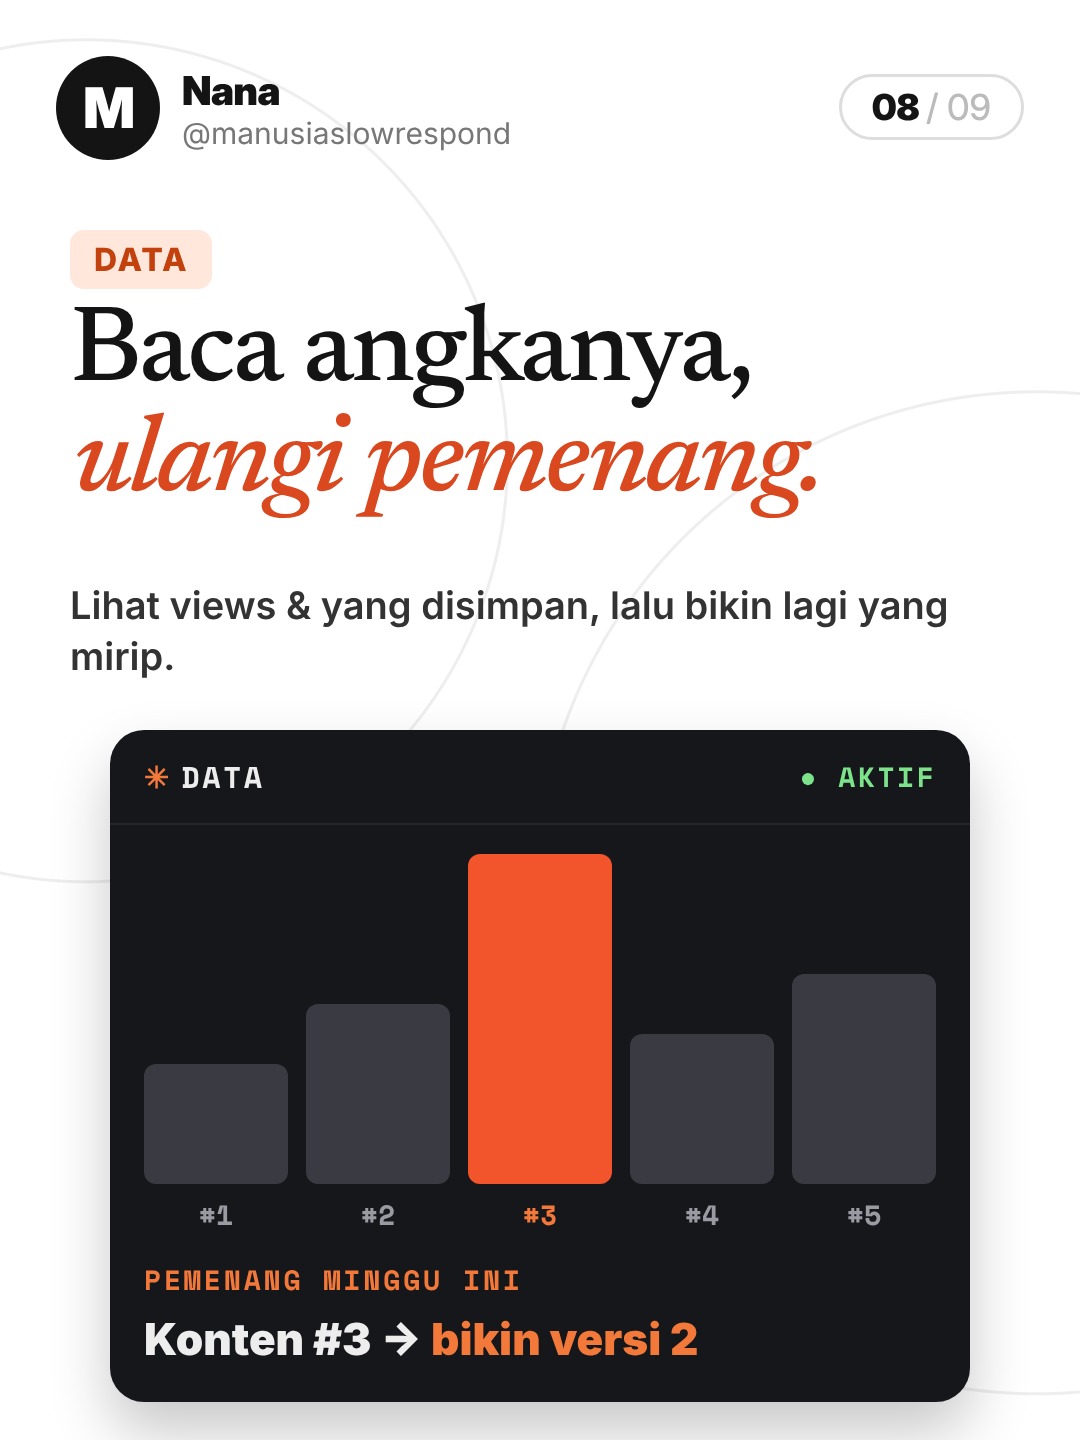 M
Nana
@manusiaslowrespond
08 / 09
DATA
Baca angkanya,
ulangi pemenang.
Lihat views & yang disimpan, lalu bikin lagi yang
mirip.
✳ DATA
● AKTIF
#1 #2 #3 #4 #5
PEMENANG MINGGU INI
Konten #3 → bikin versi 2